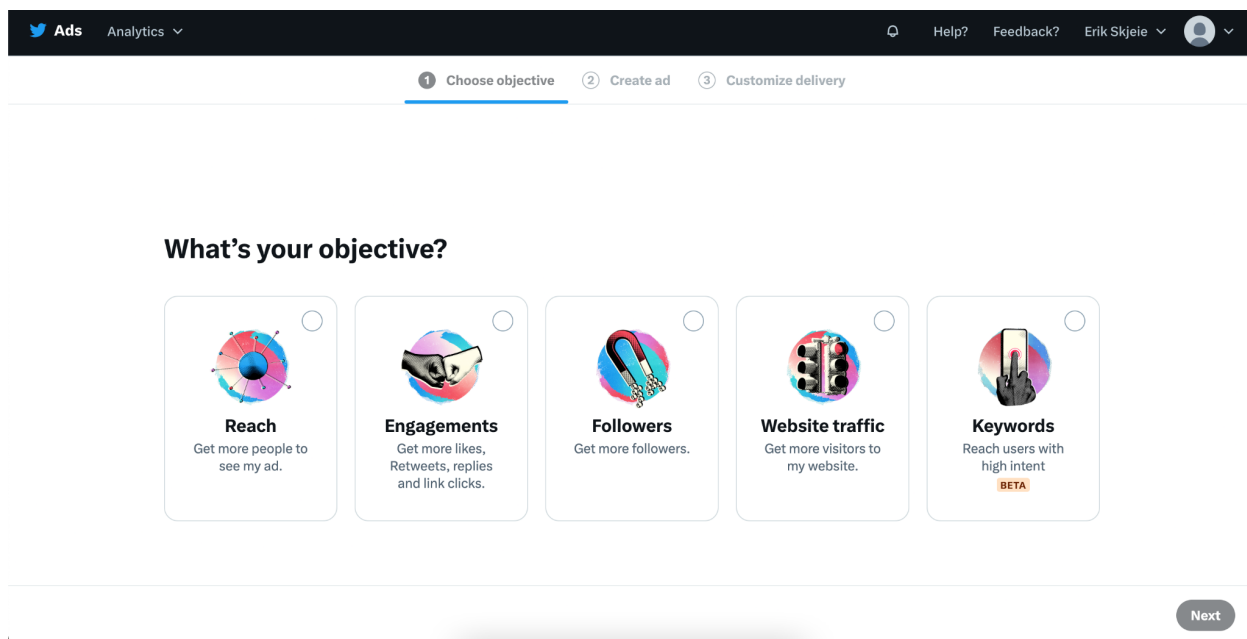 Ads Analytics Help? Feedback? Erik Skjeie
1 Choose objective 2 Create ad 3 Customize delivery
What's your objective?
Reach
Get more people to
see my ad.
Engagements
Get more likes,
Retweets, replies
and link clicks.
Followers
Get more followers.
Website traffic
Get more visitors to
my website.
Keywords
Reach users with
high intent
BETA
Next